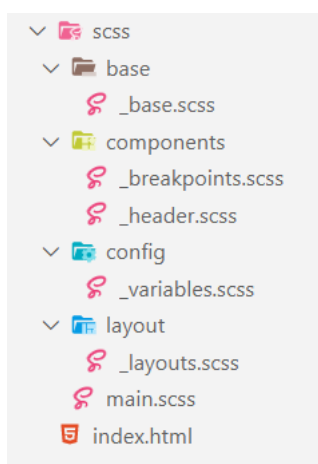 scss
base
_base.scss
components
_breakpoints.scss
_header.scss
config
_variables.scss
layout
_layouts.scss
main.scss
index.html